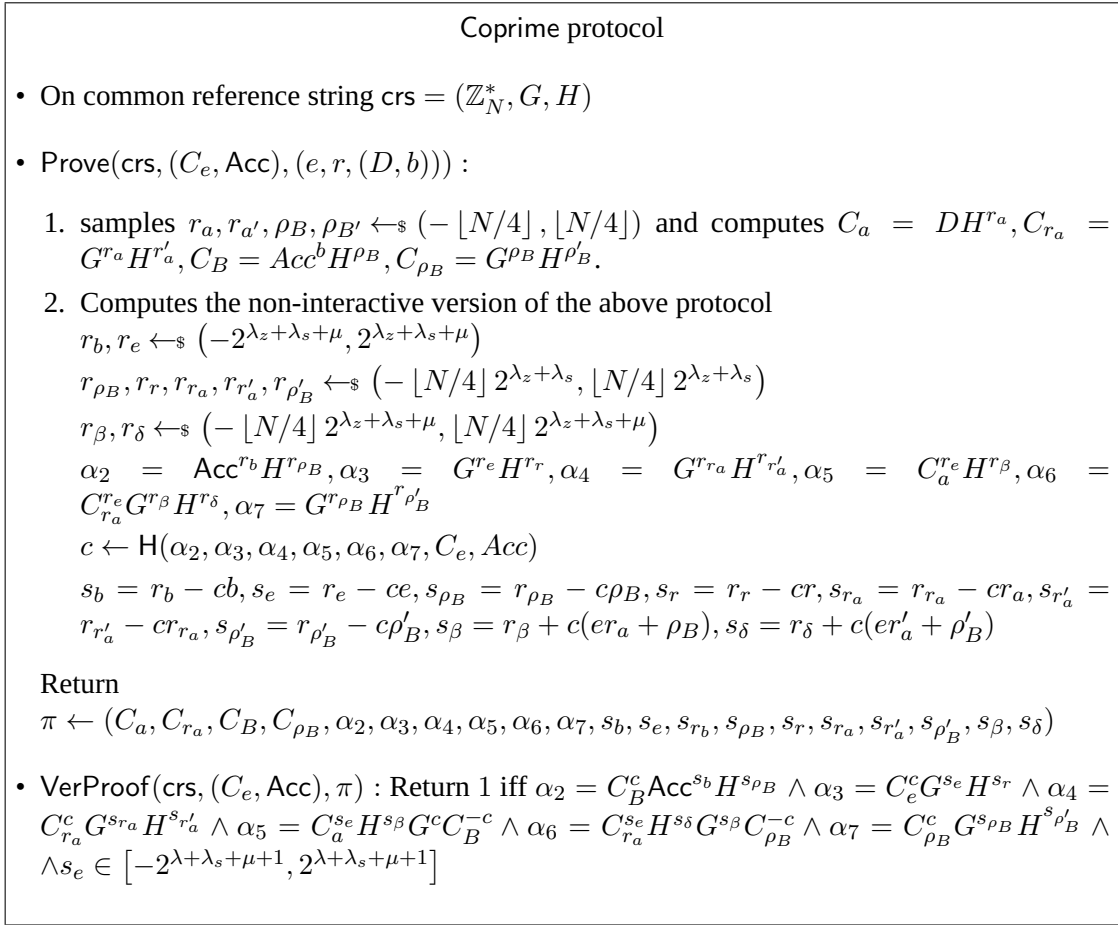 Coprime protocol
• On common reference string crs = (ℤ*_N, G, H)
• Prove(crs, (C_e, Acc), (e, r, (D, b))) :
1. samples r_a, r_{a′}, ρ_B, ρ_{B′} ←$ (− ⌊N/4⌋, ⌊N/4⌋) and computes C_a = DH^{r_a}, C_{r_a} =
G^{r_a}H^{r′_a}, C_B = Acc^b H^{ρ_B}, C_{ρ_B} = G^{ρ_B}H^{ρ′_B}.
2. Computes the non-interactive version of the above protocol
r_b, r_e ←$ (−2^{λ_z+λ_s+μ}, 2^{λ_z+λ_s+μ})
r_{ρ_B}, r_r, r_{r_a}, r_{r′_a}, r_{ρ′_B} ←$ (− ⌊N/4⌋ 2^{λ_z+λ_s}, ⌊N/4⌋ 2^{λ_z+λ_s})
r_β, r_δ ←$ (− ⌊N/4⌋ 2^{λ_z+λ_s+μ}, ⌊N/4⌋ 2^{λ_z+λ_s+μ})
α_2 = Acc^{r_b}H^{r_{ρ_B}}, α_3 = G^{r_e}H^{r_r}, α_4 = G^{r_{r_a}}H^{r_{r′_a}}, α_5 = C_a^{r_e}H^{r_β}, α_6 =
C_{r_a}^{r_e}G^{r_β}H^{r_δ}, α_7 = G^{r_{ρ_B}}H^{r_{ρ′_B}}
c ← H(α_2, α_3, α_4, α_5, α_6, α_7, C_e, Acc)
s_b = r_b − cb, s_e = r_e − ce, s_{ρ_B} = r_{ρ_B} − cρ_B, s_r = r_r − cr, s_{r_a} = r_{r_a} − cr_a, s_{r′_a} =
r_{r′_a} − cr_{r_a}, s_{ρ′_B} = r_{ρ′_B} − cρ′_B, s_β = r_β + c(er_a + ρ_B), s_δ = r_δ + c(er′_a + ρ′_B)
Return
π ← (C_a, C_{r_a}, C_B, C_{ρ_B}, α_2, α_3, α_4, α_5, α_6, α_7, s_b, s_e, s_{r_b}, s_{ρ_B}, s_r, s_{r_a}, s_{r′_a}, s_{ρ′_B}, s_β, s_δ)
• VerProof(crs, (C_e, Acc), π) : Return 1 iff α_2 = C_B^c Acc^{s_b}H^{s_{ρ_B}} ∧ α_3 = C_e^c G^{s_e}H^{s_r} ∧ α_4 =
C_{r_a}^c G^{s_{r_a}}H^{s_{r′_a}} ∧ α_5 = C_a^{s_e}H^{s_β}G^c C_B^{−c} ∧ α_6 = C_{r_a}^{s_e}H^{s_δ}G^{s_β}C_{ρ_B}^{−c} ∧ α_7 = C_{ρ_B}^c G^{s_{ρ_B}}H^{s_{ρ′_B}} ∧
∧s_e ∈ [−2^{λ+λ_s+μ+1}, 2^{λ+λ_s+μ+1}]